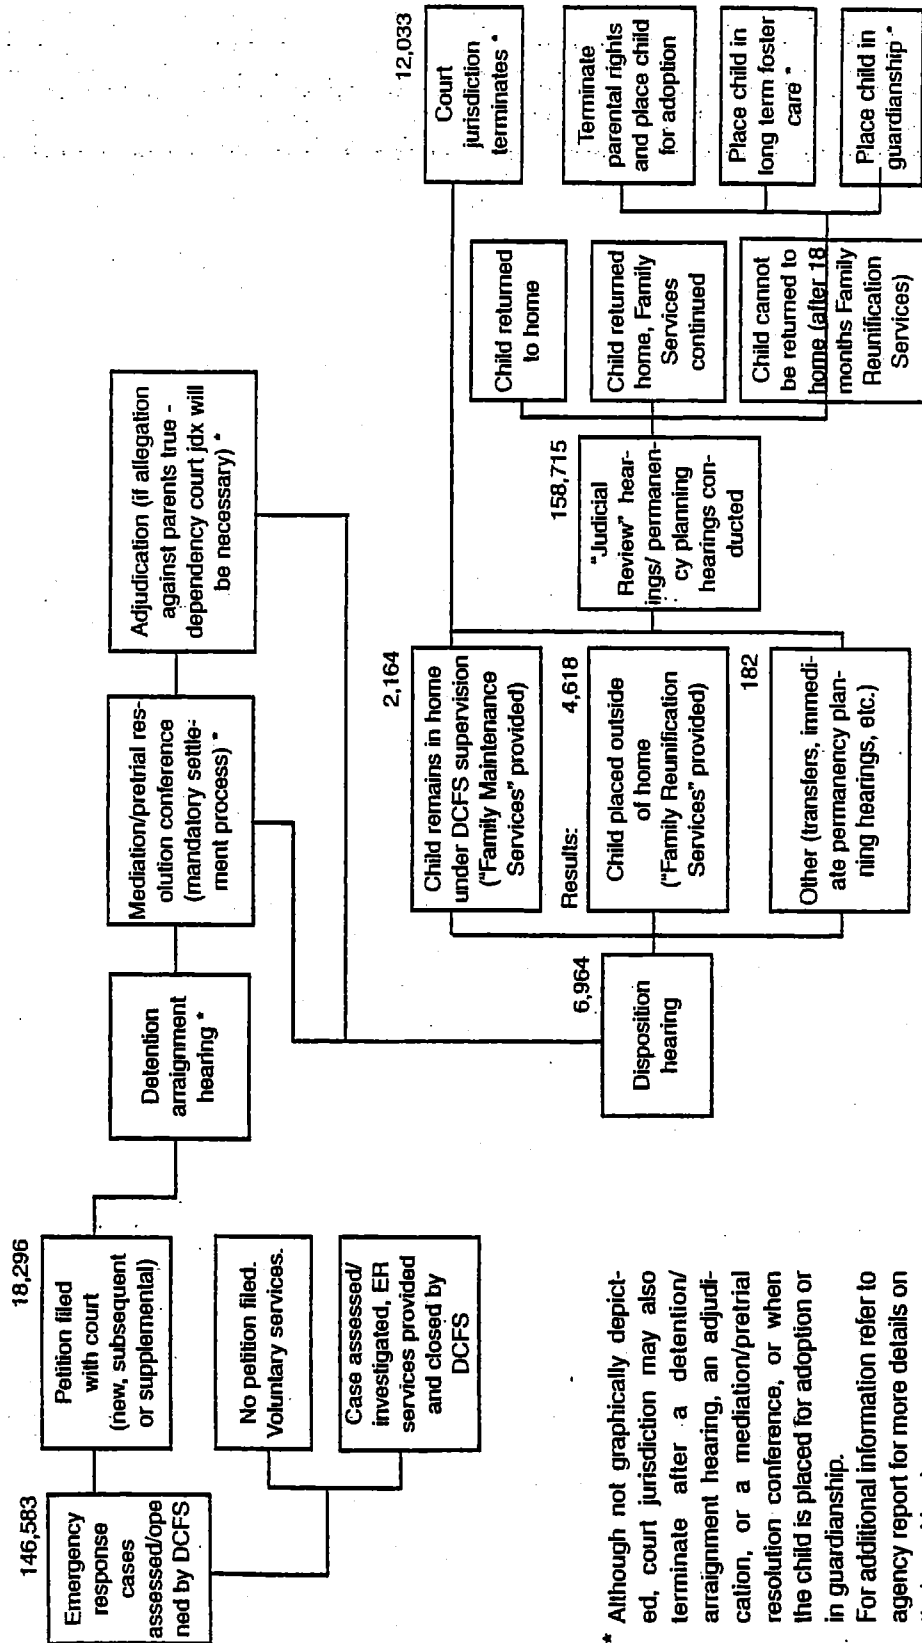 146,583
Emergency
response
cases
assessed/ope
ned by DCFS
18,296
Petition filed
with court
(new, subsequent
or supplemental)
No petition filed.
Voluntary services.
Case assessed/
investigated, ER
services provided
and closed by
DCFS
Detention
arraignment
hearing *
Mediation/pretrial res-
olution conference
(mandatory settle-
ment process) *
Adjudication (if allegation
against parents true -
dependency court jdx will
be necessary) *
6,964
Disposition
hearing
Results:
2,164
Child remains in home
under DCFS supervision
("Family Maintenance
Services" provided)
4,618
Child placed outside
of home
("Family Reunification
Services" provided)
182
Other (transfers, immedi-
ate permanency plan-
ning hearings, etc.)
158,715
"Judicial
Review" hear-
ings/ permanen-
cy planning
hearings con-
ducted
Child returned
to home
Child returned
home, Family
Services
continued
Child cannot
be returned to
home (after 18
months Family
Reunification
Services)
12,033
Court
jurisdiction
terminates *
Terminate
parental rights
and place child
for adoption
Place child in
long term foster
care *
Place child in
guardianship *
* Although not graphically depict-
ed, court jurisdiction may also
terminate after a detention/
arraignment hearing, an adjudi-
cation, or a mediation/pretrial
resolution conference, or when
the child is placed for adoption or
in guardianship.
For additional information refer to
agency report for more details on